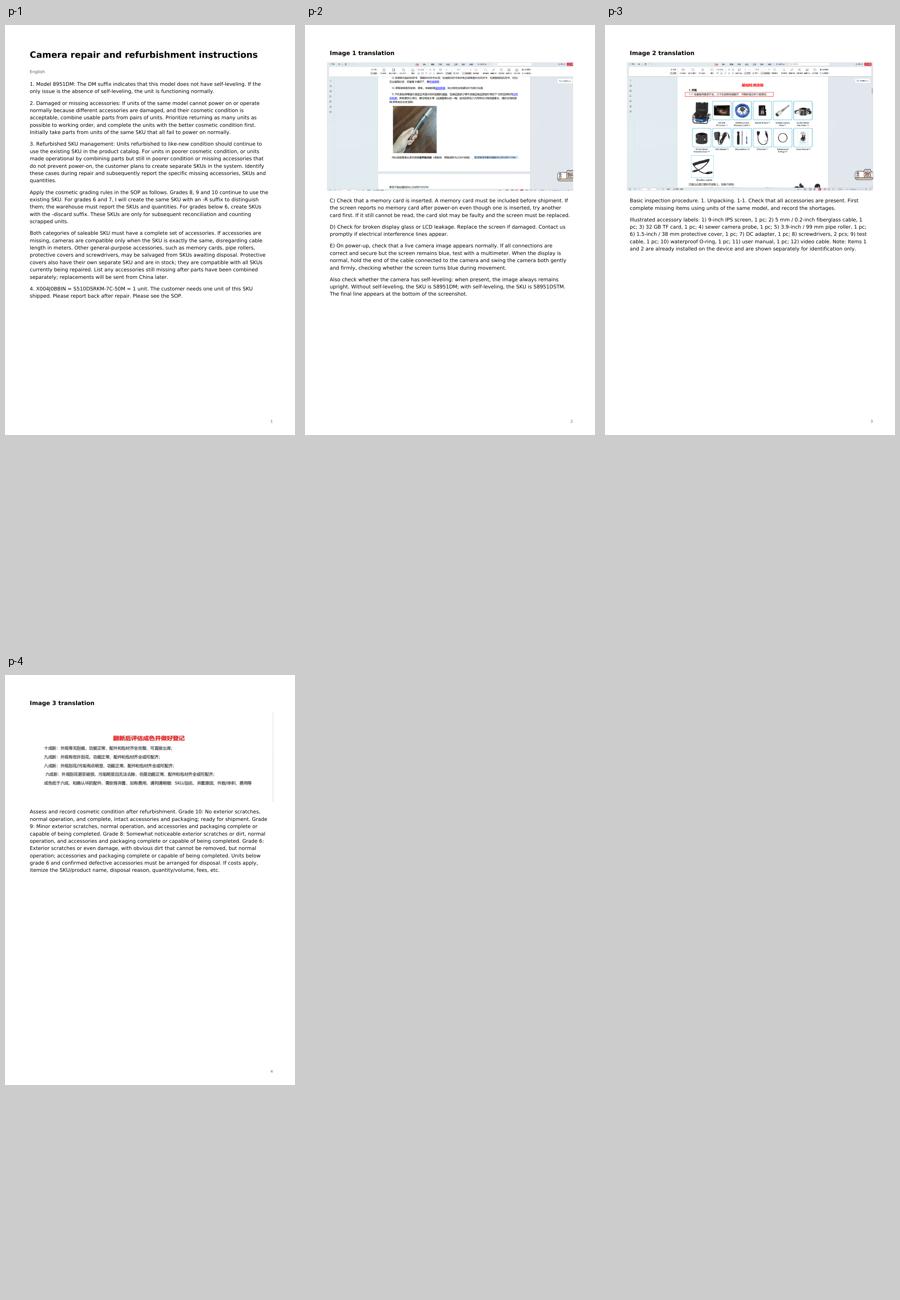 p-1
Camera repair and refurbishment instructions
English
1. Model B951DM: The DM suffix indicates that this model does not have self-leveling. If the
only issue is the absence of self-leveling, the unit is functioning normally.
2. Damaged or missing accessories: If units of the same model cannot power on or operate
normally because different accessories are damaged, and their cosmetic condition is
acceptable, combine usable parts from pairs of units. Prioritize returning as many units as
possible to working order, and complete the units with the better cosmetic condition first.
Initially take parts from units of the same SKU that all fail to power on normally.
3. Refurbished SKU management: Units refurbished to like-new condition should continue to
use the existing SKU in the product catalog. For units in poorer cosmetic condition, or units
made operational by combining parts but still in poorer condition or missing accessories that
do not prevent power-on, the customer plans to create separate SKUs in the system. Identify
these cases during repair and subsequently report the specific missing accessories, SKUs and
quantities.
Apply the cosmetic grading rules in the SOP as follows. Grades 8, 9 and 10 continue to use the
existing SKU. For grades 6 and 7, I will create the same SKU with an -R suffix to distinguish
them; the warehouse must report the SKUs and quantities. For grades below 6, create SKUs
with the -discard suffix. These SKUs are only for subsequent reconciliation and counting
scrapped units.
Both categories of saleable SKU must have a complete set of accessories. If accessories are
missing, cameras are compatible only when the SKU is exactly the same, disregarding cable
length in meters. Other general-purpose accessories, such as memory cards, pipe rollers,
protective covers and screwdrivers, may be salvaged from SKUs awaiting disposal. Protective
covers also have their own separate SKU and are in stock; they are compatible with all SKUs
currently being repaired. List any accessories still missing after parts have been combined
separately; replacements will be sent from China later.
4. X004J0BBIN = S510DSRKM-7C-50M = 1 unit. The customer needs one unit of this SKU
shipped. Please report back after repair. Please see the SOP.
1
p-2
Image 1 translation
C) Check that a memory card is inserted. A memory card must be included before shipment. If
the screen reports no memory card after power-on even though one is inserted, try another
card first. If it still cannot be read, the card slot may be faulty and the screen must be replaced.
D) Check for broken display glass or LCD leakage. Replace the screen if damaged. Contact us
promptly if electrical interference lines appear.
E) On power-up, check that a live camera image appears normally. If all connections are
correct and secure but the screen remains blue, test with a multimeter. When the display is
normal, hold the end of the cable connected to the camera and swing the camera both gently
and firmly, checking whether the screen turns blue during movement.
Also check whether the camera has self-leveling: when present, the image always remains
upright. Without self-leveling, the SKU is S8951DM; with self-leveling, the SKU is S8951DSTM.
The final line appears at the bottom of the screenshot.
2
p-3
Image 2 translation
Basic inspection procedure. 1. Unpacking. 1-1. Check that all accessories are present. First
complete missing items using units of the same model, and record the shortages.
Illustrated accessory labels: 1) 9-inch IPS screen, 1 pc; 2) 5 mm / 0.2-inch fiberglass cable, 1
pc; 3) 32 GB TF card, 1 pc; 4) sewer camera probe, 1 pc; 5) 3.9-inch / 99 mm pipe roller, 1 pc;
6) 1.5-inch / 38 mm protective cover, 1 pc; 7) DC adapter, 1 pc; 8) screwdrivers, 2 pcs; 9) test
cable, 1 pc; 10) waterproof O-ring, 1 pc; 11) user manual, 1 pc; 12) video cable. Note: Items 1
and 2 are already installed on the device and are shown separately for identification only.
3
p-4
Image 3 translation
翻新后评估成色并做好登记
Assess and record cosmetic condition after refurbishment. Grade 10: No exterior scratches,
normal operation, and complete, intact accessories and packaging; ready for shipment. Grade
9: Minor exterior scratches, normal operation, and accessories and packaging complete or
capable of being completed. Grade 8: Somewhat noticeable exterior scratches or dirt, normal
operation, and accessories and packaging complete or capable of being completed. Grade 6:
Exterior scratches or even damage, with obvious dirt that cannot be removed, but normal
operation; accessories and packaging complete or capable of being completed. Units below
grade 6 and confirmed defective accessories must be arranged for disposal. If costs apply,
itemize the SKU/product name, disposal reason, quantity/volume, fees, etc.
4